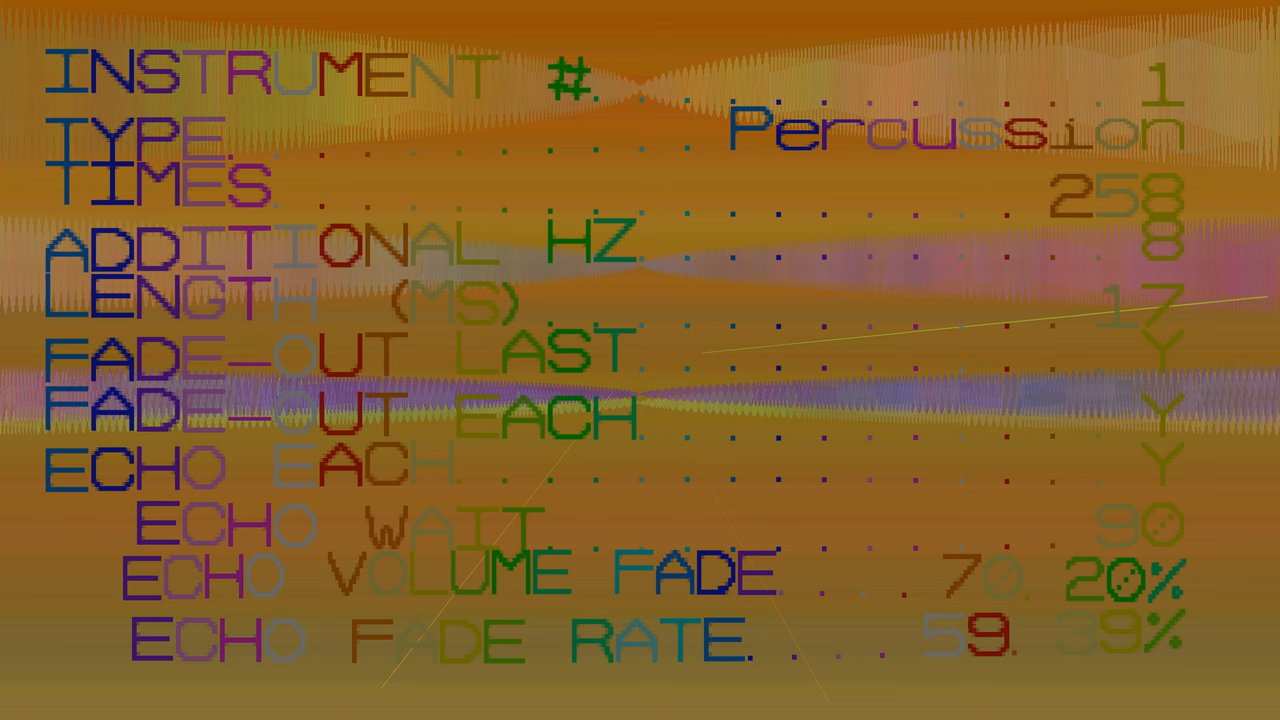 INSTRUMENT #. . . . . . . . . . . . 1
TYPE. . . . . . . . . . . Percussion
TIMES . . . . . . . . . . . . . . . . . 258
ADDITIONAL HZ. . . . . . . . . . . 8
LENGTH (MS). . . . . . . . . . . . . 17
FADE-OUT LAST. . . . . . . . . . . Y
FADE-OUT EACH. . . . . . . . . . . Y
ECHO EACH. . . . . . . . . . . . . . . Y
ECHO WAIT. . . . . . . . . . . . 90
ECHO VOLUME FADE. . . . 70. 20%
ECHO FADE RATE. . . . 59. 39%